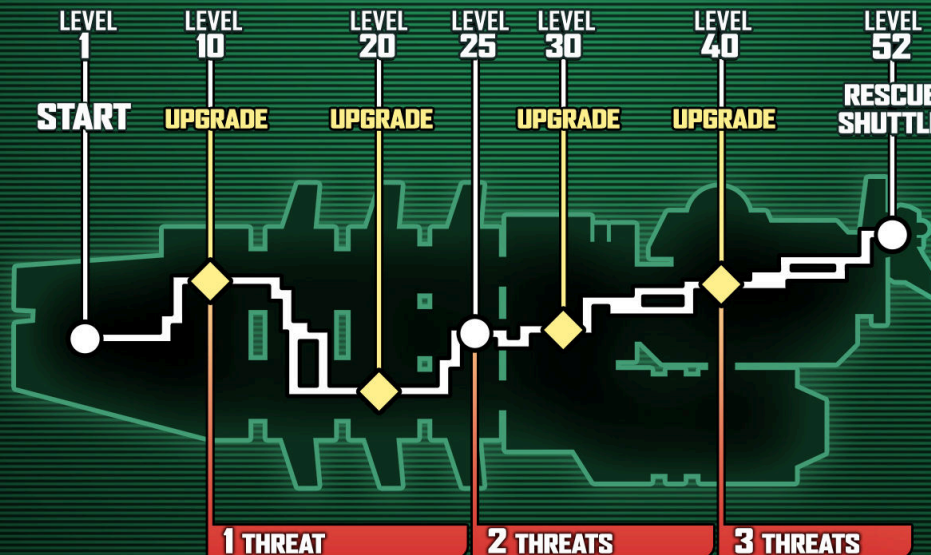 LEVEL 1
LEVEL 10
LEVEL 20
LEVEL 25
LEVEL 30
LEVEL 40
LEVEL 52
START
UPGRADE
UPGRADE
UPGRADE
UPGRADE
RESCUE
SHUTTLE
1 THREAT
2 THREATS
3 THREATS